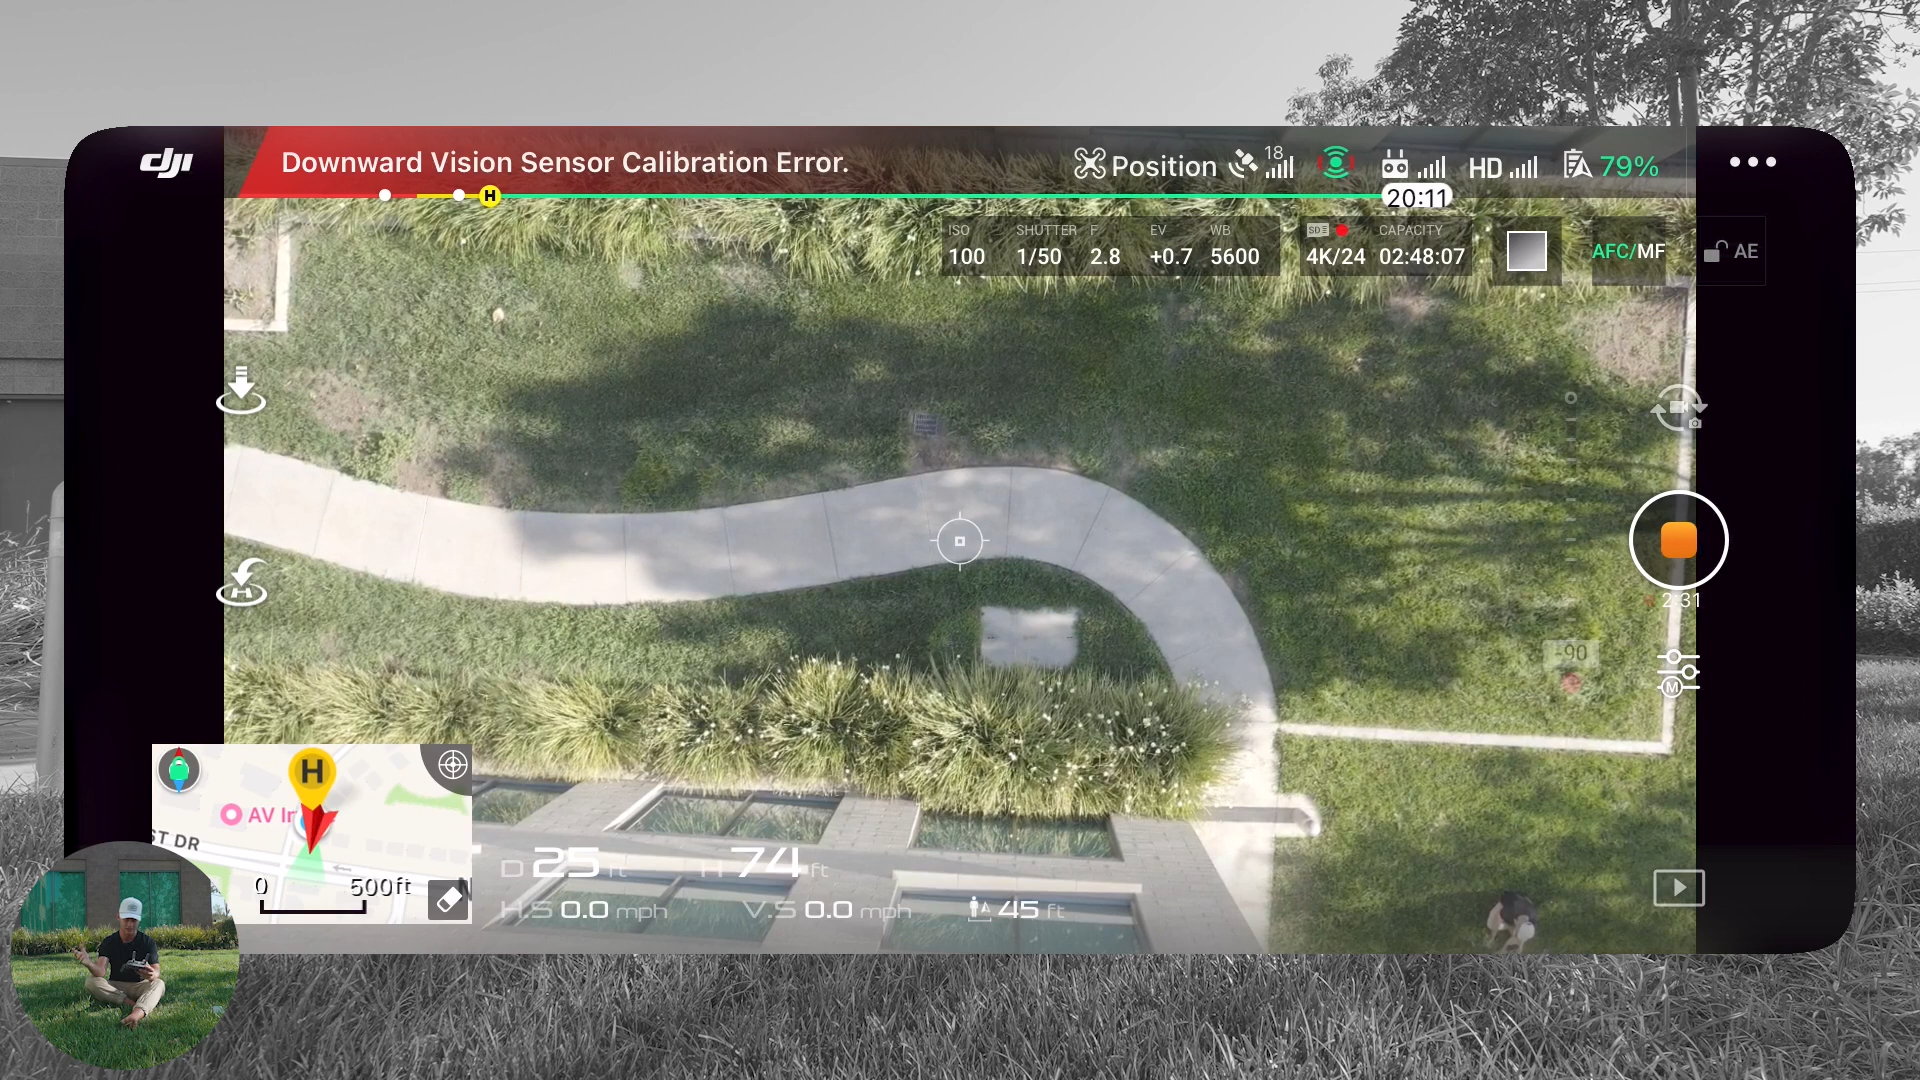 dji
Downward Vision Sensor Calibration Error.
Position
18
HD
79%
H
20:11
ISO
100
SHUTTER
1/50
F
2.8
EV
+0.7
WB
5600
SD
4K/24
CAPACITY
02:48:07
AFC/MF
AE
2:31
-90
M
H
AV In
ST DR
0
500ft
N
D 25 ft
H 74 ft
H.S 0.0 mph
V.S 0.0 mph
45 ft